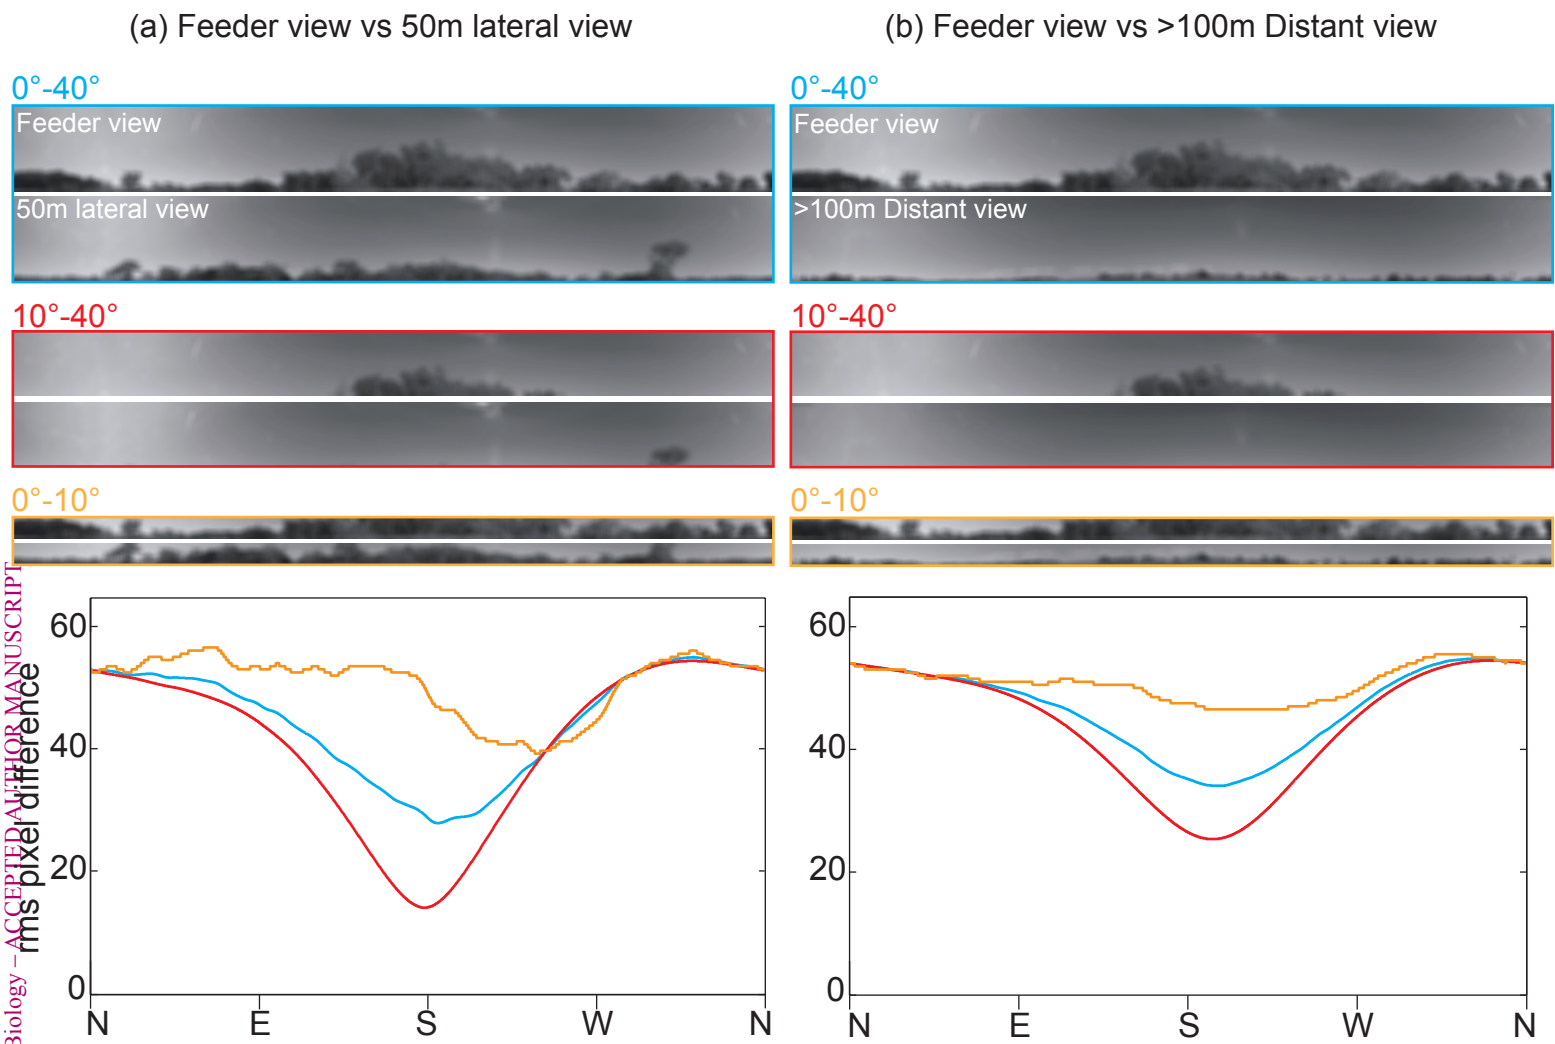 (a) Feeder view vs 50m lateral view
(b) Feeder view vs >100m Distant view
0°-40°
Feeder view
50m lateral view
10°-40°
0°-10°
0°-40°
Feeder view
>100m Distant view
10°-40°
0°-10°
Biology – ACCEPTED AUTHOR MANUSCRIPT
rms pixel difference
60
40
20
0
N E S W N
60
40
20
0
N E S W N